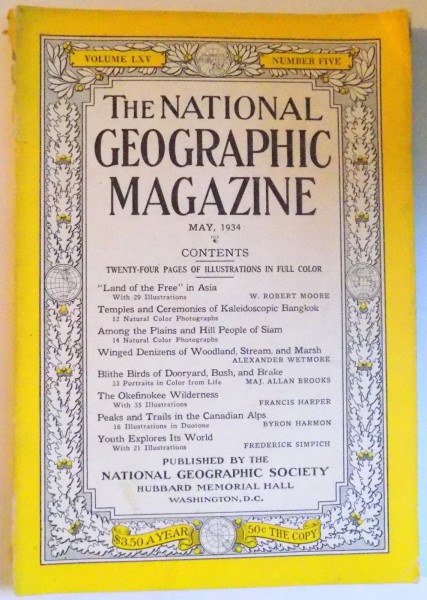 VOLUME LXV NUMBER FIVE
THE NATIONAL
GEOGRAPHIC
MAGAZINE
MAY, 1934
CONTENTS
TWENTY-FOUR PAGES OF ILLUSTRATIONS IN FULL COLOR
"Land of the Free" in Asia
With 29 Illustrations W. ROBERT MOORE
Temples and Ceremonies of Kaleidoscopic Bangkok
12 Natural Color Photographs
Among the Plains and Hill People of Siam
14 Natural Color Photographs
Winged Denizens of Woodland, Stream, and Marsh
ALEXANDER WETMORE
Blithe Birds of Dooryard, Bush, and Brake
33 Portraits in Color from Life MAJ. ALLAN BROOKS
The Okefinokee Wilderness
With 35 Illustrations FRANCIS HARPER
Peaks and Trails in the Canadian Alps
16 Illustrations in Duotone BYRON HARMON
Youth Explores Its World
With 21 Illustrations FREDERICK SIMPICH
PUBLISHED BY THE
NATIONAL GEOGRAPHIC SOCIETY
HUBBARD MEMORIAL HALL
WASHINGTON, D.C.
$3.50 A YEAR 50¢ THE COPY